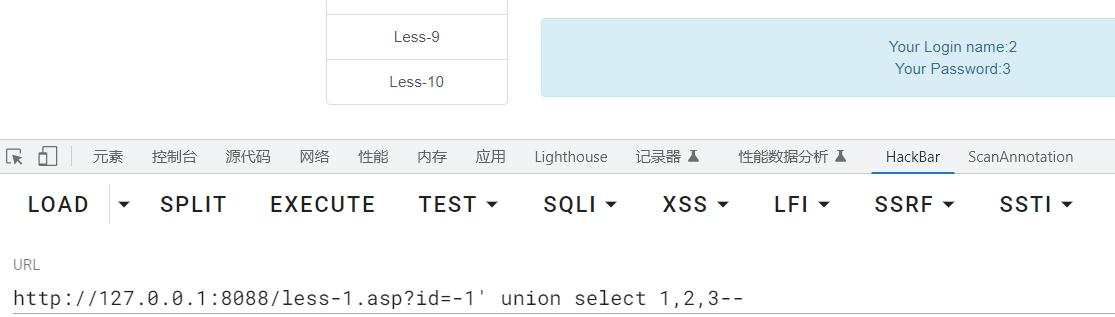 Less-9
Less-10
Your Login name:2
Your Password:3
元素 控制台 源代码 网络 性能 内存 应用 Lighthouse 记录器 性能数据分析 HackBar ScanAnnotation
LOAD SPLIT EXECUTE TEST SQLI XSS LFI SSRF SSTI
URL
http://127.0.0.1:8088/less-1.asp?id=-1' union select 1,2,3--